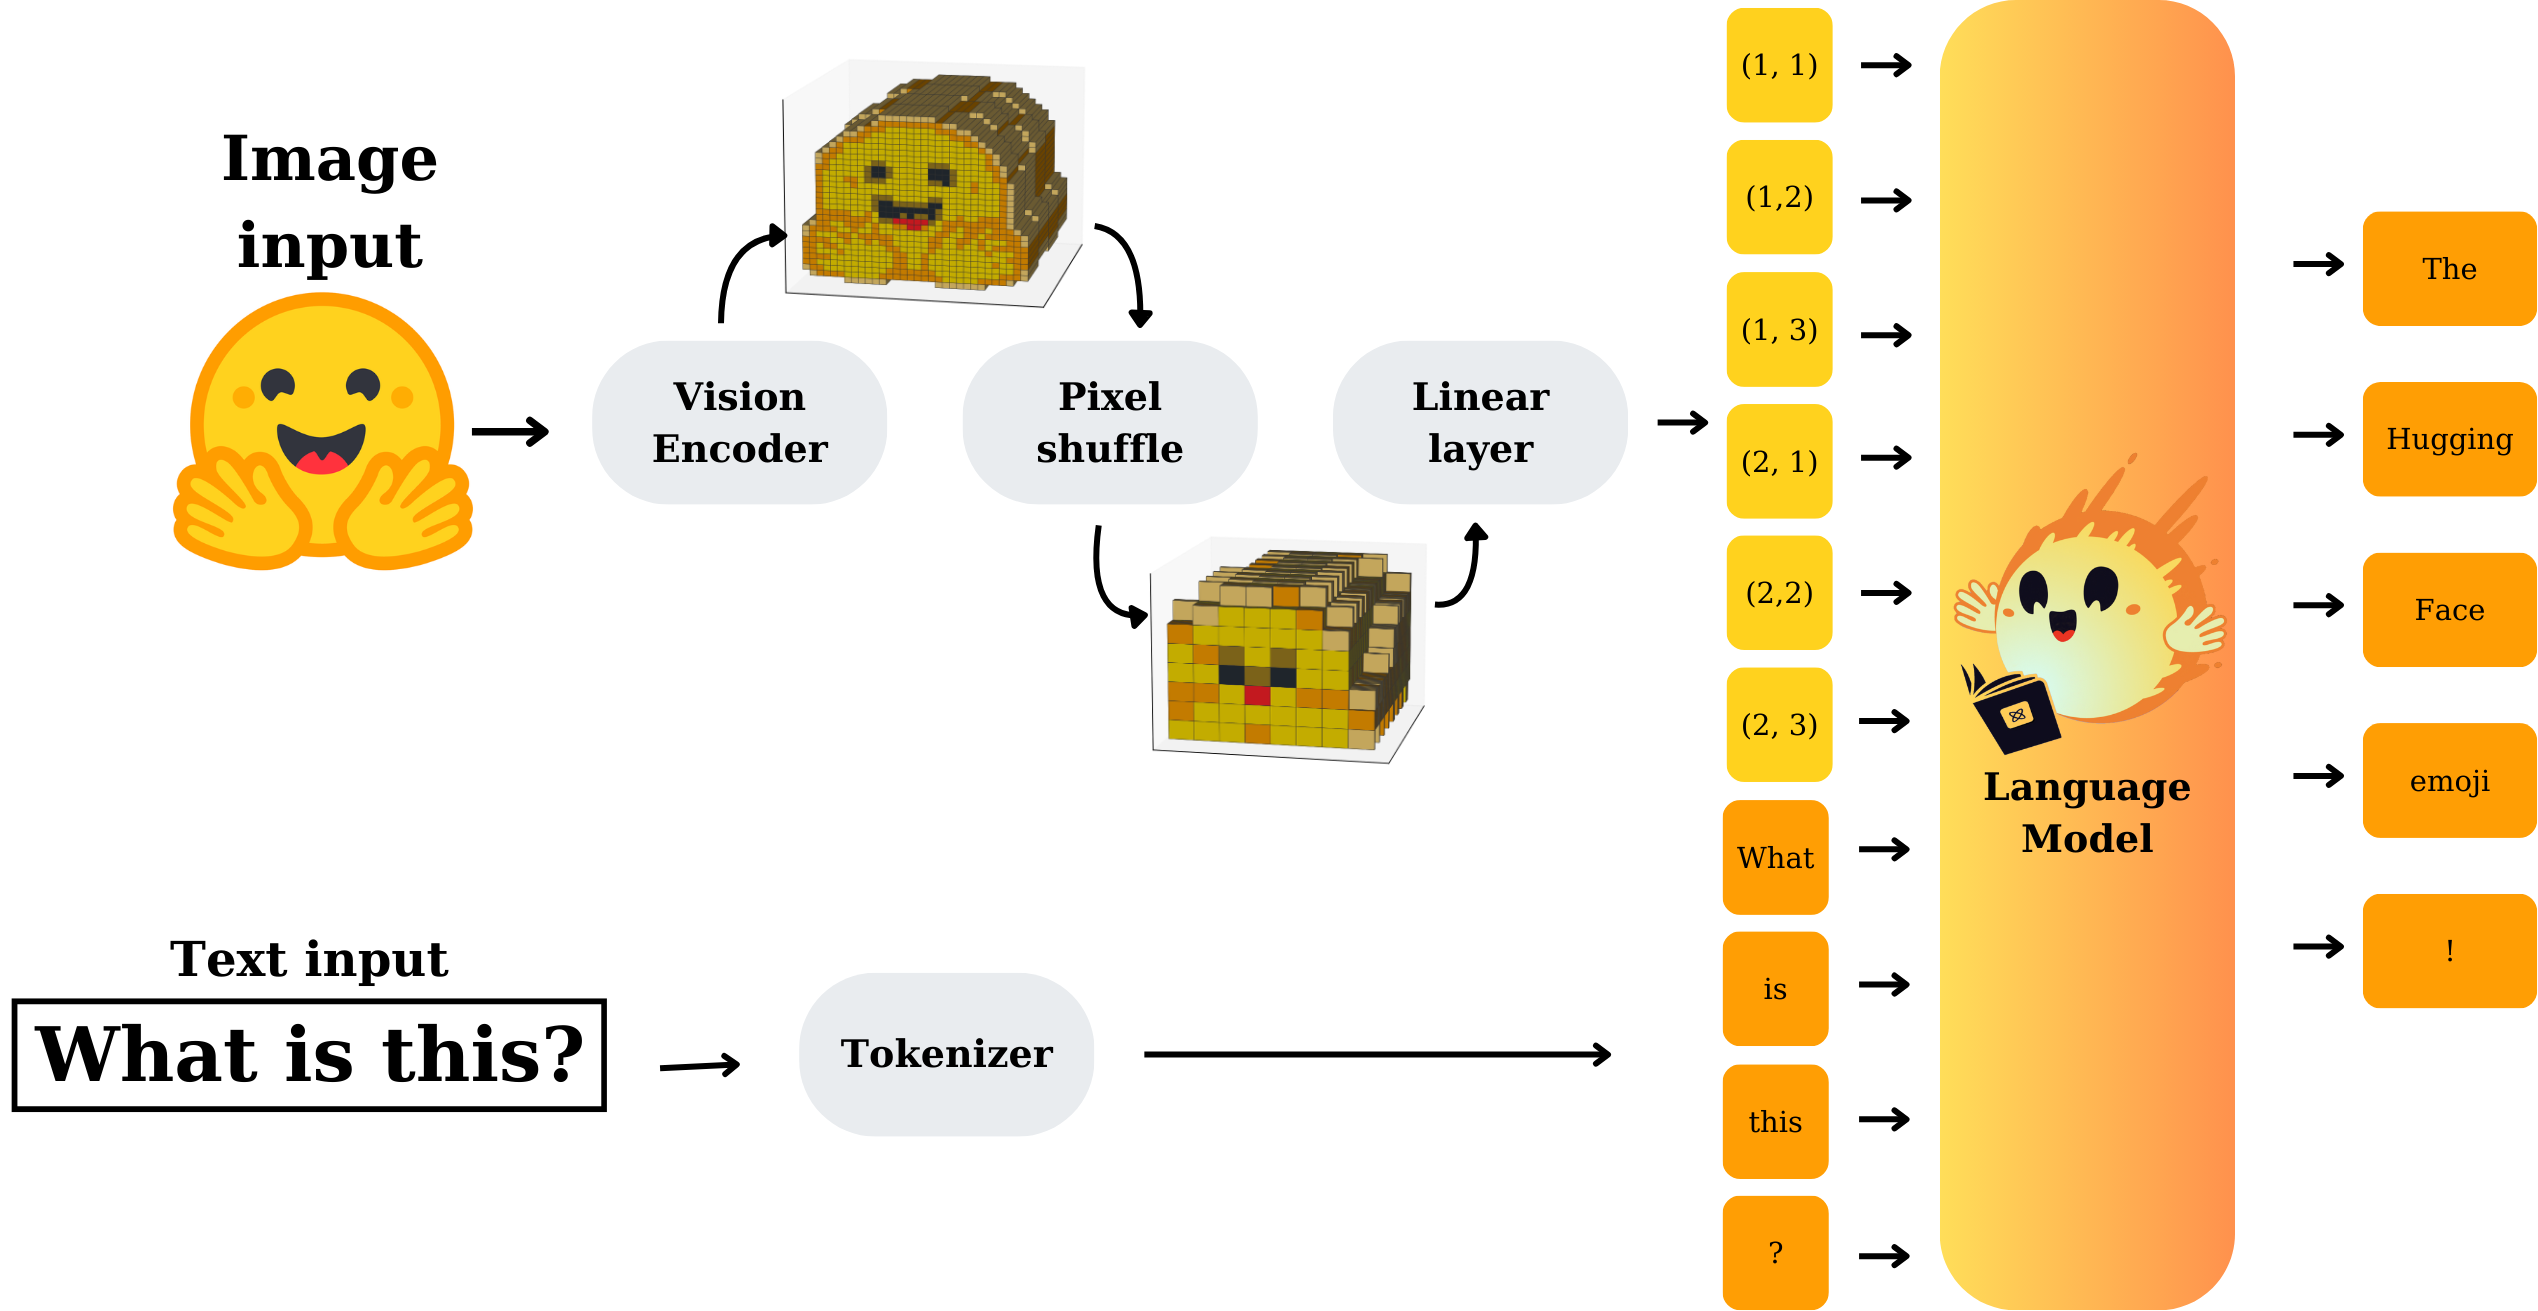 Image
input
Vision
Encoder
Pixel
shuffle
Linear
layer
Text input
What is this?
Tokenizer
(1, 1)
(1,2)
(1, 3)
(2, 1)
(2,2)
(2, 3)
What
is
this
?
Language
Model
The
Hugging
Face
emoji
!